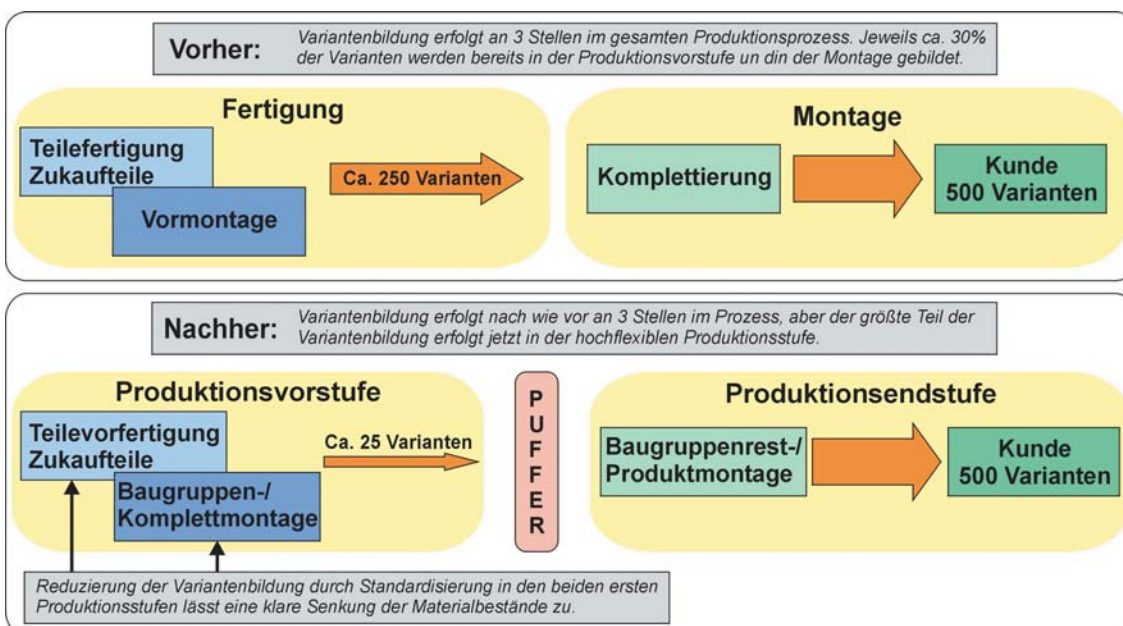 Vorher:
Variantenbildung erfolgt an 3 Stellen im gesamten Produktionsprozess. Jeweils ca. 30%
der Varianten werden bereits in der Produktionsvorstufe un din der Montage gebildet.
Fertigung
Teilefertigung
Zukaufteile
Vormontage
Ca. 250 Varianten
Montage
Komplettierung
Kunde
500 Varianten
Nachher:
Variantenbildung erfolgt nach wie vor an 3 Stellen im Prozess, aber der größte Teil der
Variantenbildung erfolgt jetzt in der hochflexiblen Produktionsstufe.
Produktionsvorstufe
Teilevorfertigung
Zukaufteile
Baugruppen-/
Komplettmontage
Ca. 25 Varianten
P
U
F
F
E
R
Produktionsendstufe
Baugruppenrest-/
Produktmontage
Kunde
500 Varianten
Reduzierung der Variantenbildung durch Standardisierung in den beiden ersten
Produktionsstufen lässt eine klare Senkung der Materialbestände zu.